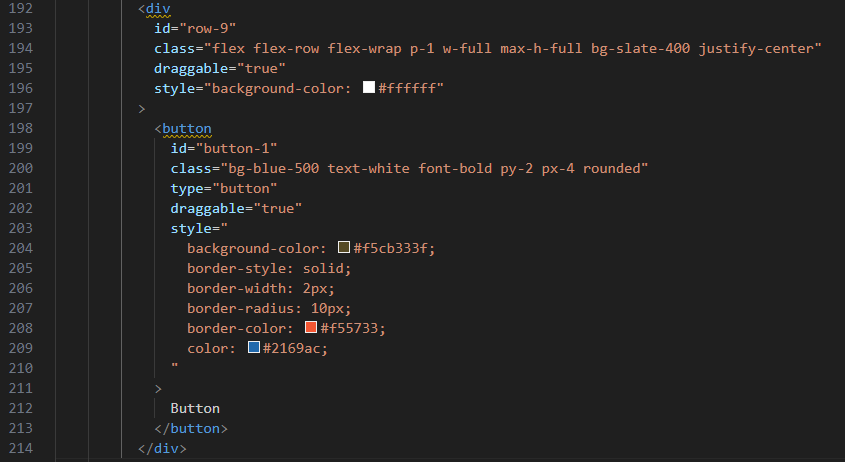 192 <div
193 id="row-9"
194 class="flex flex-row flex-wrap p-1 w-full max-h-full bg-slate-400 justify-center"
195 draggable="true"
196 style="background-color: #ffffff"
197 >
198 <button
199 id="button-1"
200 class="bg-blue-500 text-white font-bold py-2 px-4 rounded"
201 type="button"
202 draggable="true"
203 style="
204 background-color: #f5cb333f;
205 border-style: solid;
206 border-width: 2px;
207 border-radius: 10px;
208 border-color: #f55733;
209 color: #2169ac;
210 "
211 >
212 Button
213 </button>
214 </div>